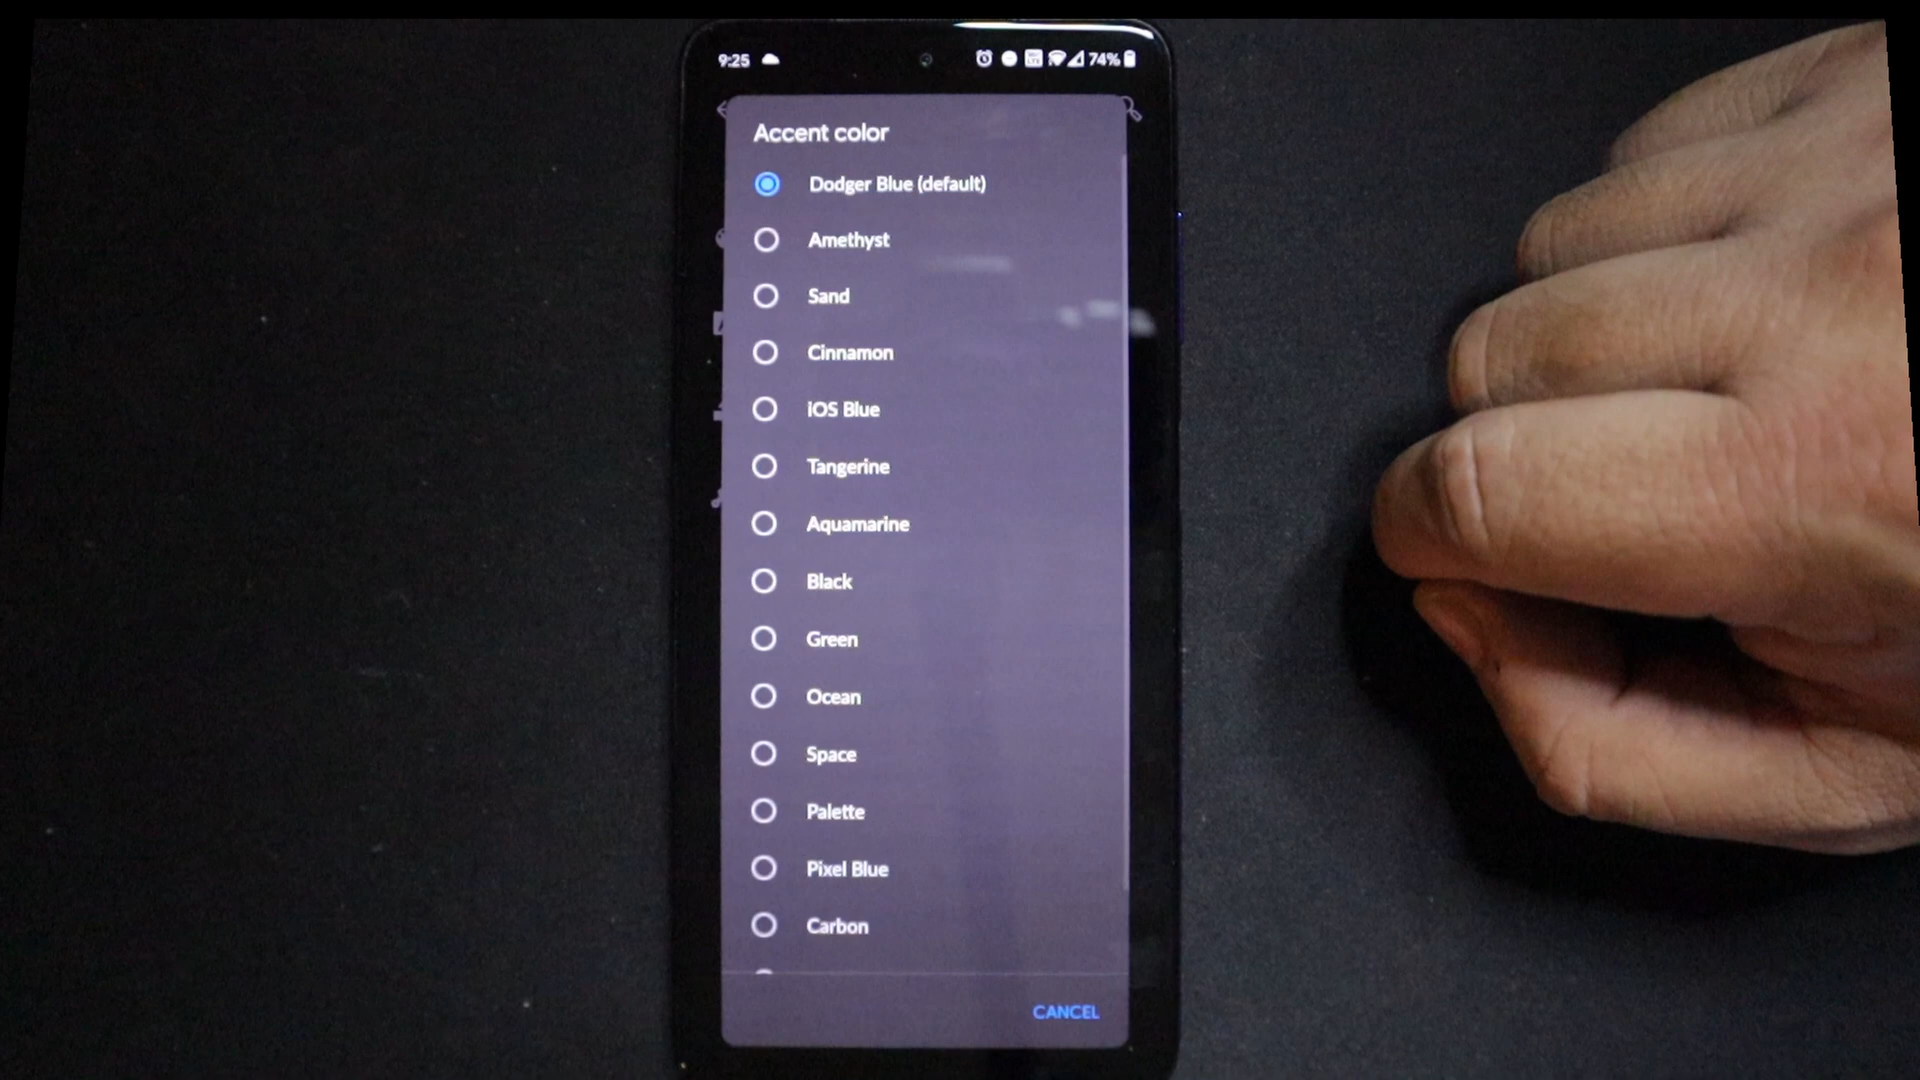 9:25
74%
Accent color
Dodger Blue (default)
Amethyst
Sand
Cinnamon
iOS Blue
Tangerine
Aquamarine
Black
Green
Ocean
Space
Palette
Pixel Blue
Carbon
CANCEL